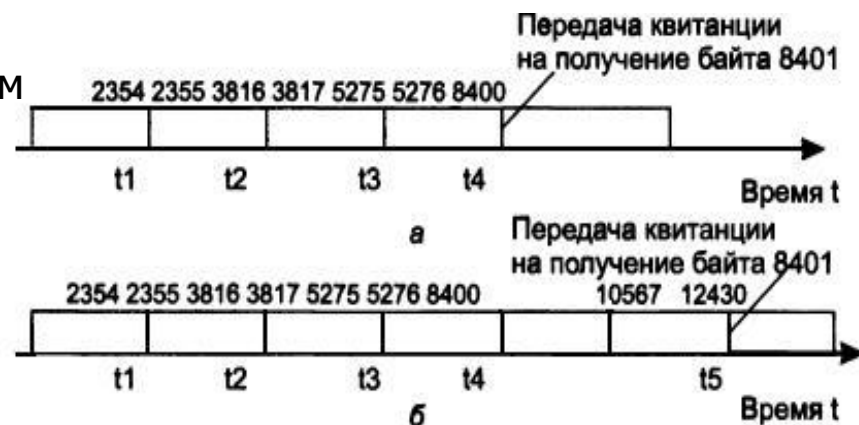 Передача квитанции
на получение байта 8401
м
2354 2355 3816 3817 5275 5276 8400
t1 t2 t3 t4
Время t
а
Передача квитанции
на получение байта 8401
2354 2355 3816 3817 5275 5276 8400 10567 12430
t1 t2 t3 t4 t5
Время t
б